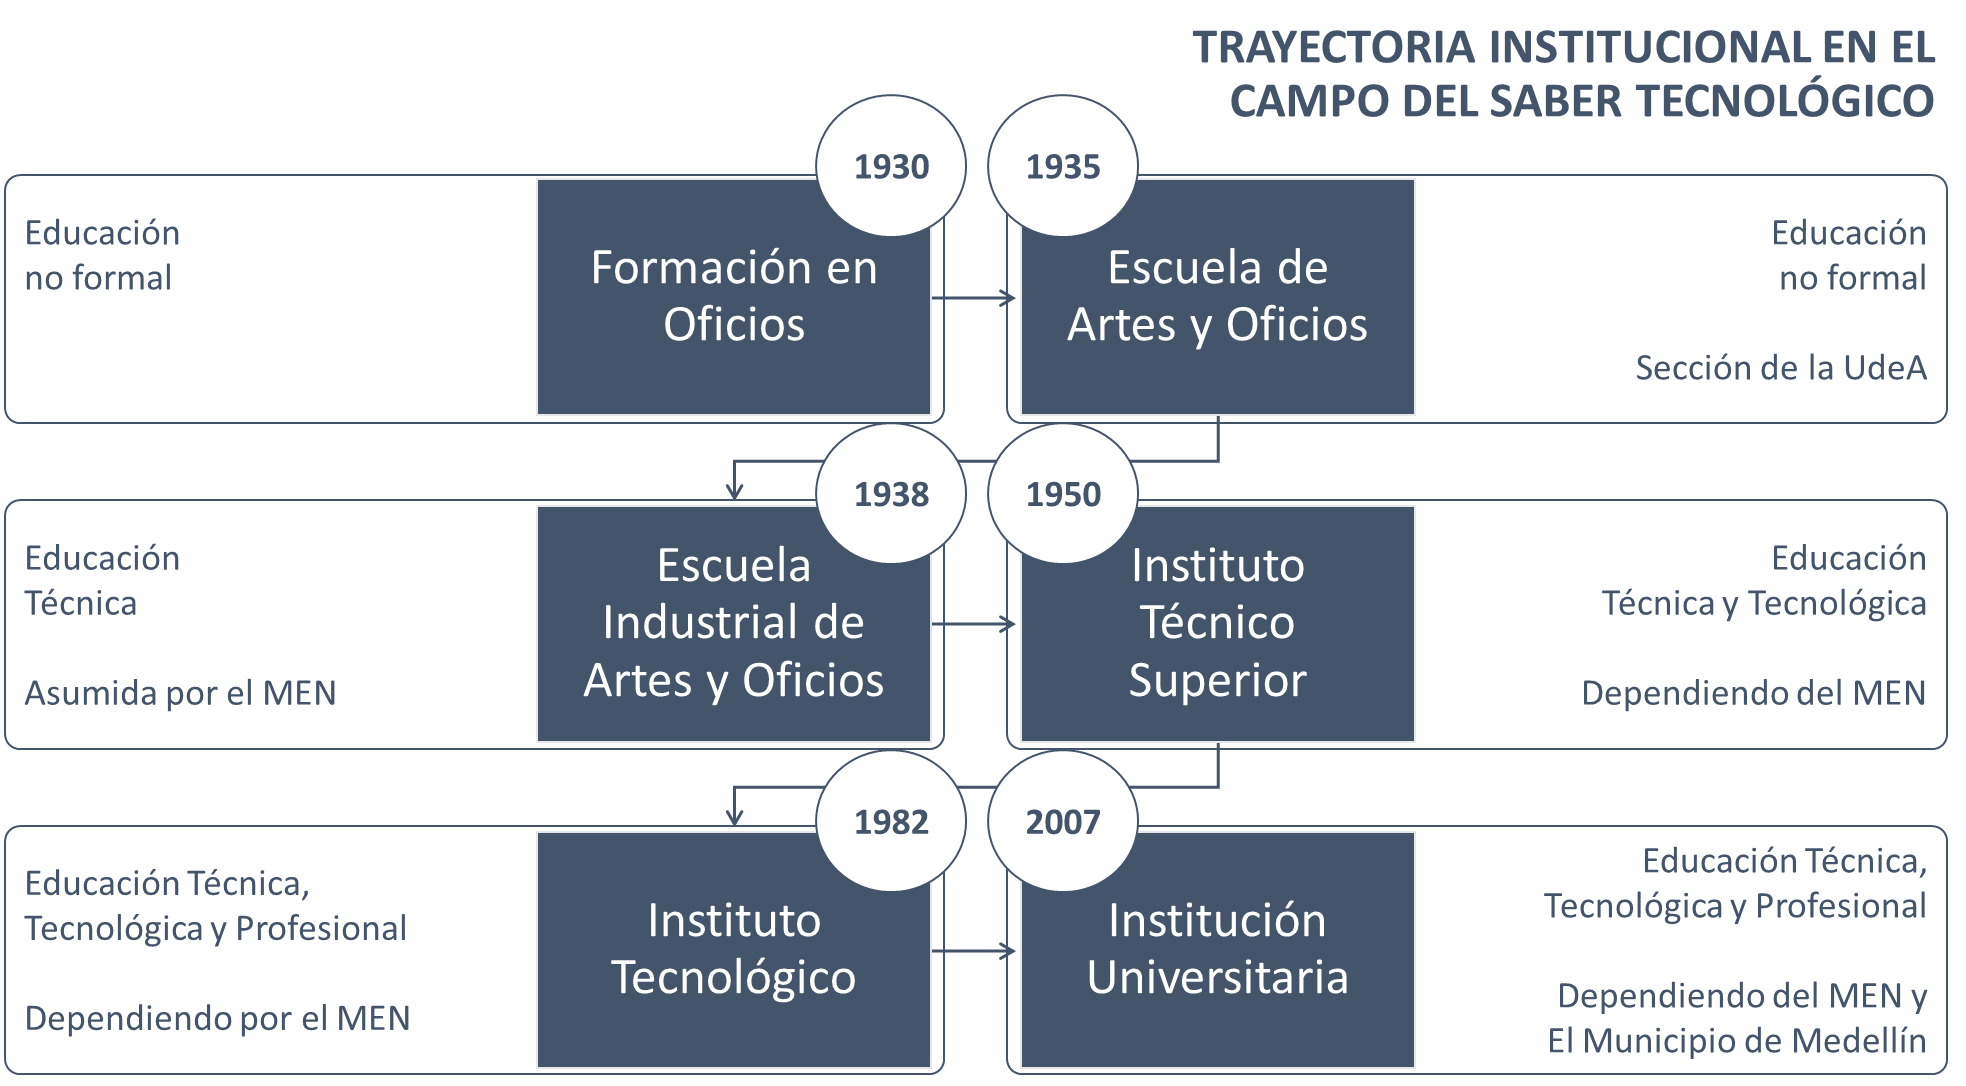 TRAYECTORIA INSTITUCIONAL EN EL
CAMPO DEL SABER TECNOLÓGICO
1930
Educación
no formal
Formación en
Oficios
1935
Escuela de
Artes y Oficios
Educación
no formal
Sección de la UdeA
1938
Educación
Técnica
Asumida por el MEN
Escuela
Industrial de
Artes y Oficios
1950
Instituto
Técnico
Superior
Educación
Técnica y Tecnológica
Dependiendo del MEN
1982
Educación Técnica,
Tecnológica y Profesional
Dependiendo por el MEN
Instituto
Tecnológico
2007
Institución
Universitaria
Educación Técnica,
Tecnológica y Profesional
Dependiendo del MEN y
El Municipio de Medellín